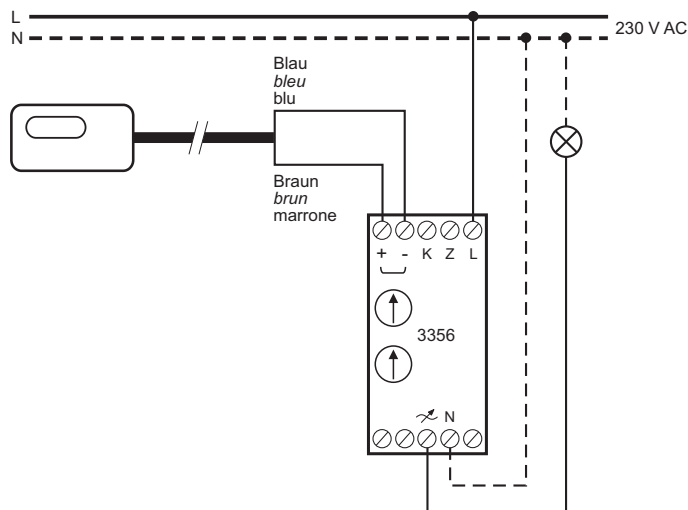 L
N
230 V AC
Blau
bleu
blu
Braun
brun
marrone
+ - K Z L
3356
N